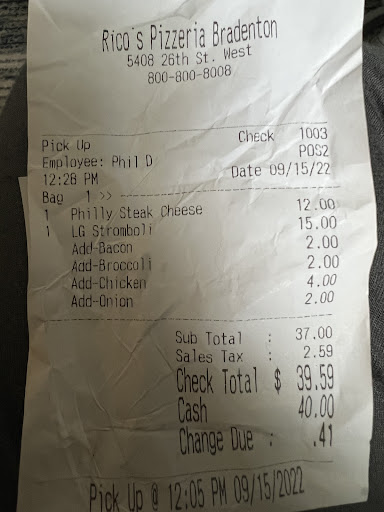 Rico's Pizzeria Bradenton
5408 26th St. West
800-800-8008
Pick Up Check 1003
Employee: Phil D POS2
12:28 PM Date 09/15/22
Bag 1 >> --------------------
1 Philly Steak Cheese 12.00
1 LG Stromboli 15.00
Add-Bacon 2.00
Add-Broccoli 2.00
Add-Chicken 4.00
Add-Onion 2.00
Sub Total : 37.00
Sales Tax : 2.59
Check Total $ 39.59
Cash 40.00
Change Due : .41
Pick Up @ 12:05 PM 09/15/2022